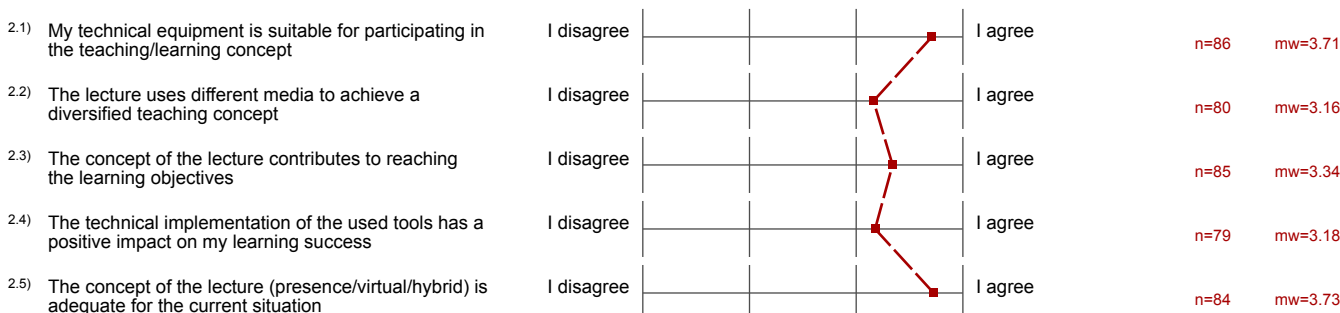 2.1) My technical equipment is suitable for participating in I disagree I agree n=86 mw=3.71
the teaching/learning concept
2.2) The lecture uses different media to achieve a I disagree I agree n=80 mw=3.16
diversified teaching concept
2.3) The concept of the lecture contributes to reaching I disagree I agree n=85 mw=3.34
the learning objectives
2.4) The technical implementation of the used tools has a I disagree I agree n=79 mw=3.18
positive impact on my learning success
2.5) The concept of the lecture (presence/virtual/hybrid) is I disagree I agree n=84 mw=3.73
adequate for the current situation